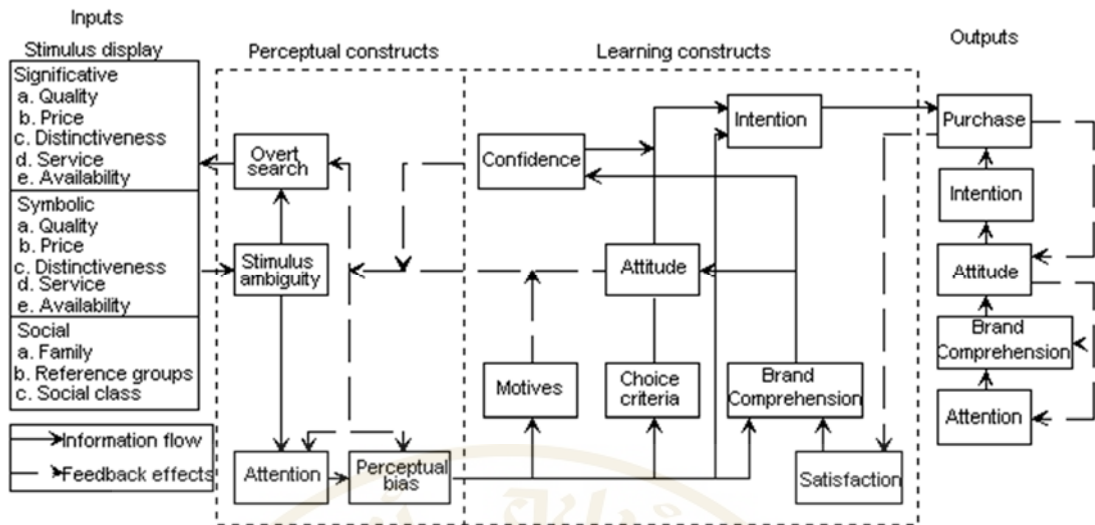 Inputs
Stimulus display
Significative
a. Quality
b. Price
c. Distinctiveness
d. Service
e. Availability
Symbolic
a. Quality
b. Price
c. Distinctiveness
d. Service
e. Availability
Social
a. Family
b. Reference groups
c. Social class
Information flow
Feedback effects
Perceptual constructs
Overt
search
Stimulus
ambiguity
Attention
Perceptual
bias
Learning constructs
Confidence
Intention
Attitude
Motives
Choice
criteria
Brand
Comprehension
Satisfaction
Outputs
Purchase
Intention
Attitude
Brand
Comprehension
Attention